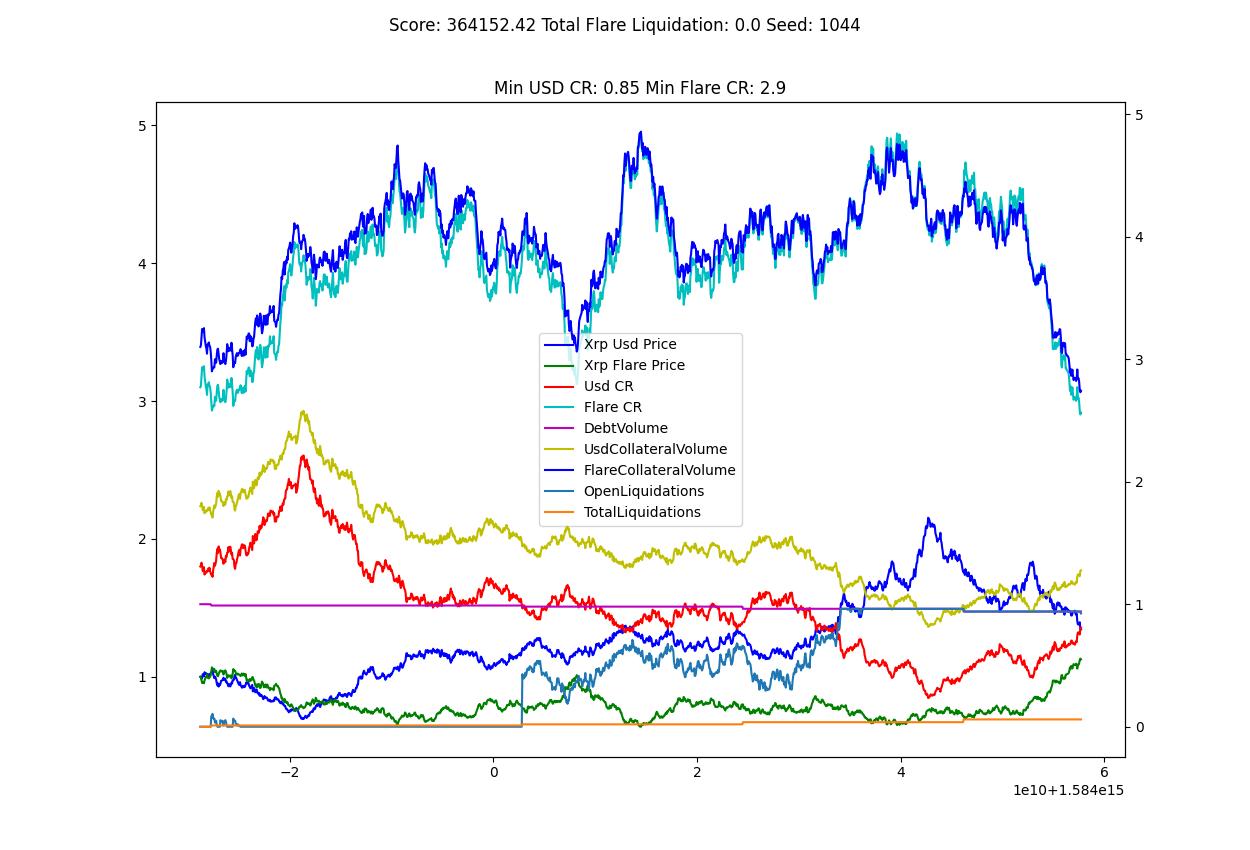 Score: 364152.42 Total Flare Liquidation: 0.0 Seed: 1044
Min USD CR: 0.85 Min Flare CR: 2.9
5
4
3
2
1
5
4
3
2
1
0
Xrp Usd Price
Xrp Flare Price
Usd CR
Flare CR
DebtVolume
UsdCollateralVolume
FlareCollateralVolume
OpenLiquidations
TotalLiquidations
−2
0
2
4
6
1e10+1.584e15